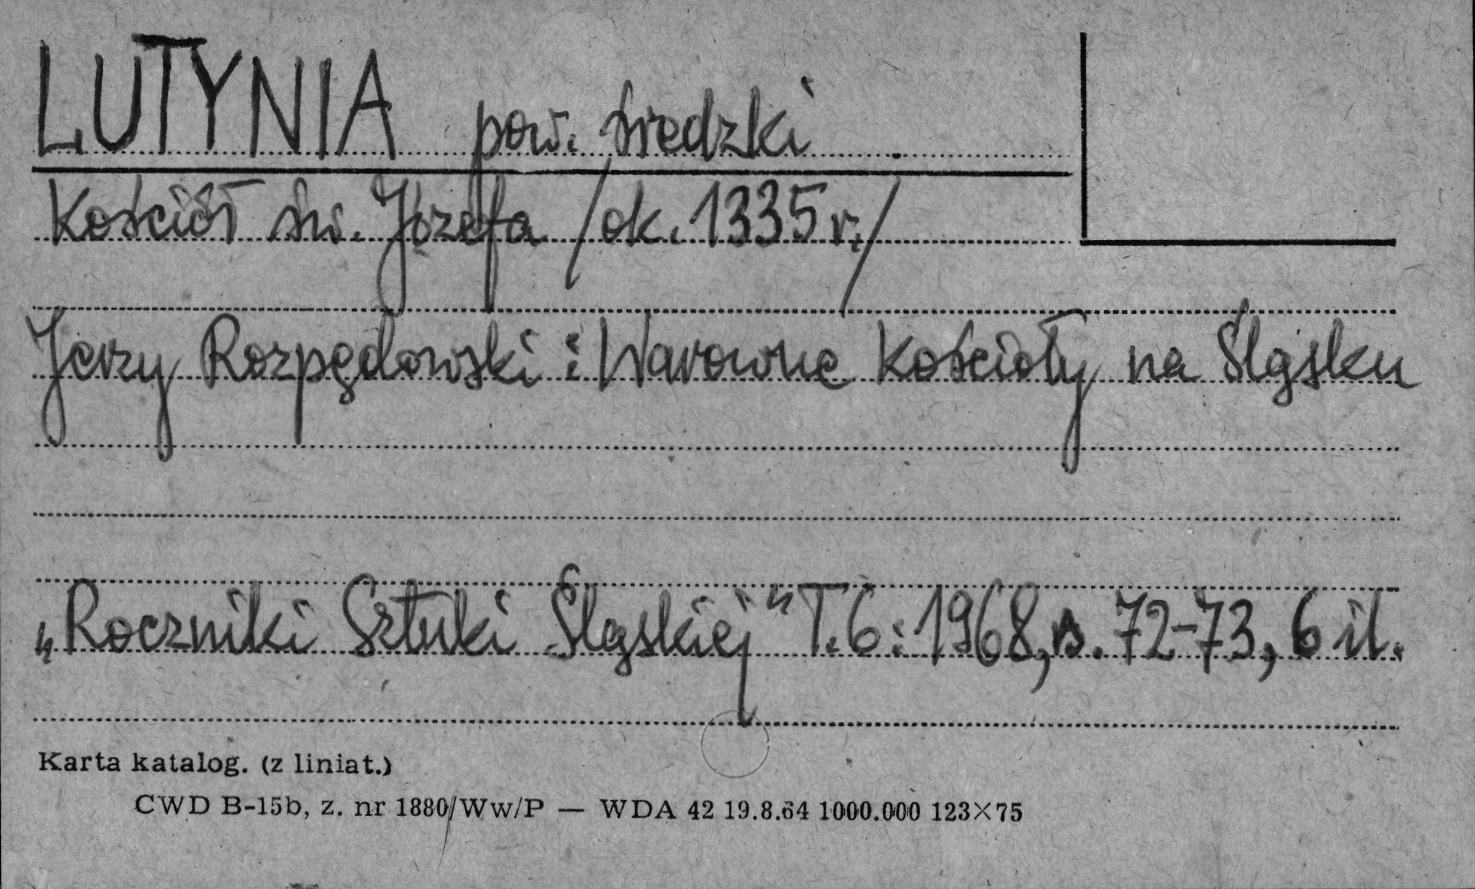 LUTYNIA pow. średzki
Kościół św. Józefa /ok. 1335 r./
Jerzy Rozpędowski : Warowne kościoły na Śląsku
„Roczniki Sztuki Śląskiej" T. 6 : 1968, s. 72-73, 6 il.
Karta katalog. (z liniat.)
CWD B-15b, z. nr 1880/Ww/P — WDA 42 19.8.64 1000.000 123×75